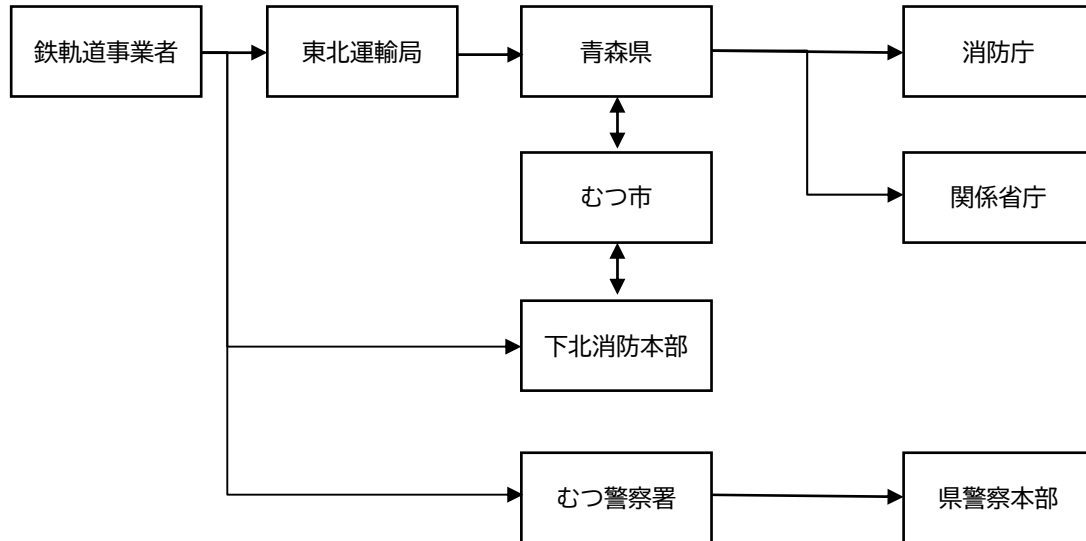 鉄軌道事業者
東北運輸局
青森県
消防庁
むつ市
関係省庁
下北消防本部
むつ警察署
県警察本部